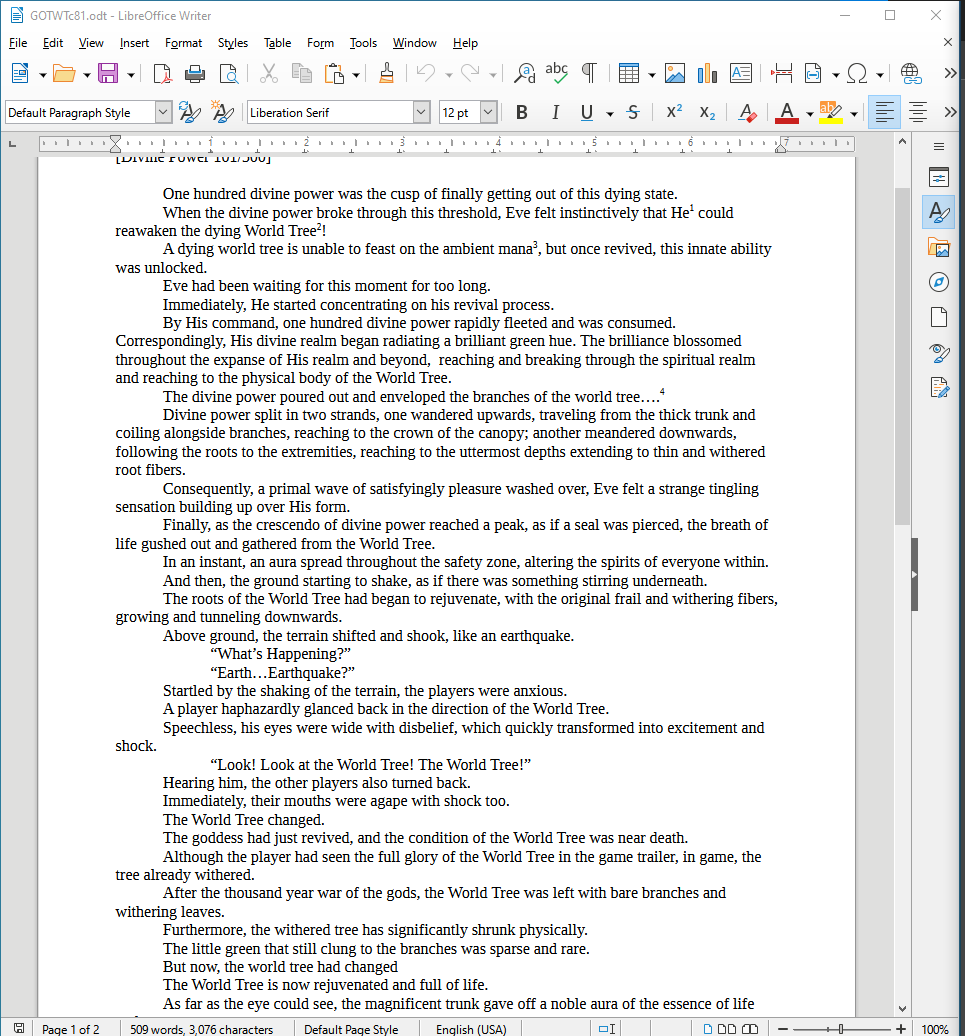 GOTWTc81.odt - LibreOffice Writer
File Edit View Insert Format Styles Table Form Tools Window Help
Default Paragraph Style Liberation Serif 12 pt B I U S X² X₂ A A
1 2 3 4 5 6 7
[Divine Power 101/500]
One hundred divine power was the cusp of finally getting out of this dying state.
When the divine power broke through this threshold, Eve felt instinctively that He¹ could
reawaken the dying World Tree²!
A dying world tree is unable to feast on the ambient mana³, but once revived, this innate ability
was unlocked.
Eve had been waiting for this moment for too long.
Immediately, He started concentrating on his revival process.
By His command, one hundred divine power rapidly fleeted and was consumed.
Correspondingly, His divine realm began radiating a brilliant green hue. The brilliance blossomed
throughout the expanse of His realm and beyond,  reaching and breaking through the spiritual realm
and reaching to the physical body of the World Tree.
The divine power poured out and enveloped the branches of the world tree….⁴
Divine power split in two strands, one wandered upwards, traveling from the thick trunk and
coiling alongside branches, reaching to the crown of the canopy; another meandered downwards,
following the roots to the extremities, reaching to the uttermost depths extending to thin and withered
root fibers.
Consequently, a primal wave of satisfyingly pleasure washed over, Eve felt a strange tingling
sensation building up over His form.
Finally, as the crescendo of divine power reached a peak, as if a seal was pierced, the breath of
life gushed out and gathered from the World Tree.
In an instant, an aura spread throughout the safety zone, altering the spirits of everyone within.
And then, the ground starting to shake, as if there was something stirring underneath.
The roots of the World Tree had began to rejuvenate, with the original frail and withering fibers,
growing and tunneling downwards.
Above ground, the terrain shifted and shook, like an earthquake.
“What’s Happening?”
“Earth…Earthquake?”
Startled by the shaking of the terrain, the players were anxious.
A player haphazardly glanced back in the direction of the World Tree.
Speechless, his eyes were wide with disbelief, which quickly transformed into excitement and
shock.
“Look! Look at the World Tree! The World Tree!”
Hearing him, the other players also turned back.
Immediately, their mouths were agape with shock too.
The World Tree changed.
The goddess had just revived, and the condition of the World Tree was near death.
Although the player had seen the full glory of the World Tree in the game trailer, in game, the
tree already withered.
After the thousand year war of the gods, the World Tree was left with bare branches and
withering leaves.
Furthermore, the withered tree has significantly shrunk physically.
The little green that still clung to the branches was sparse and rare.
But now, the world tree had changed
The World Tree is now rejuvenated and full of life.
As far as the eye could see, the magnificent trunk gave off a noble aura of the essence of life
Page 1 of 2 509 words, 3,076 characters Default Page Style English (USA) 100%